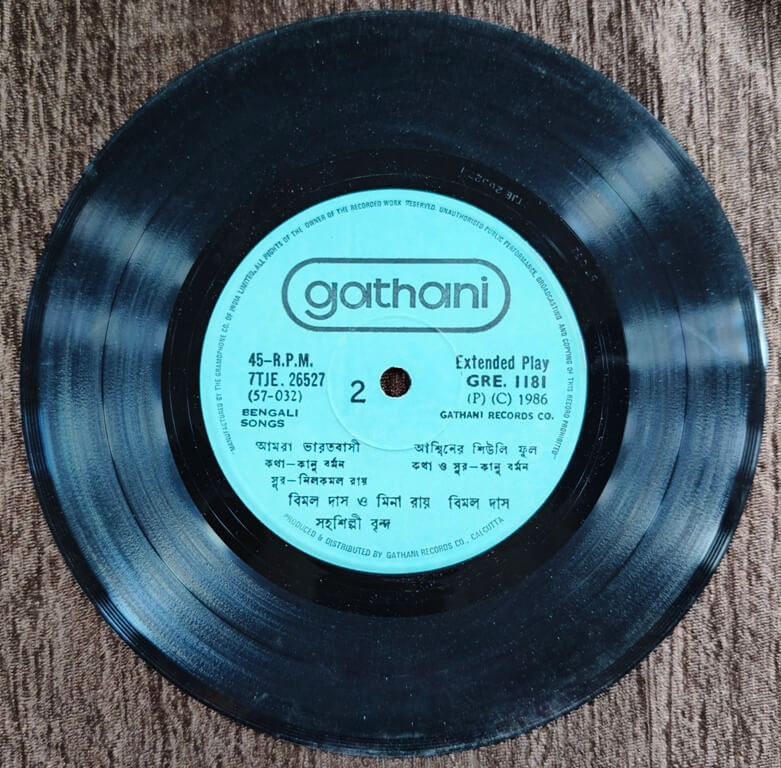 "MANUFACTURED BY THE GRAMOPHONE CO. OF INDIA LIMITED. ALL RIGHTS OF THE OWNER OF THE RECORDED WORK RESERVED. UNAUTHORISED PUBLIC PERFORMANCE, BROADCASTING AND COPYING OF THIS RECORD PROHIBITED"
gathani
45-R.P.M. Extended Play
7TJE. 26527 2 GRE. 1181
(57-032) (P) (C) 1986
BENGALI GATHANI RECORDS CO.
SONGS
আমরা ভারতবাসী আশ্বিনের শিউলি ফুল
কথা—কানু বর্মন কথা ও সুর—কানু বর্মন
সুর—নিলকমল রায়
বিমল দাস ও মিনা রায় বিমল দাস
সহশিল্পী বৃন্দ
PRODUCED & DISTRIBUTED BY GATHANI RECORDS CO., CALCUTTA